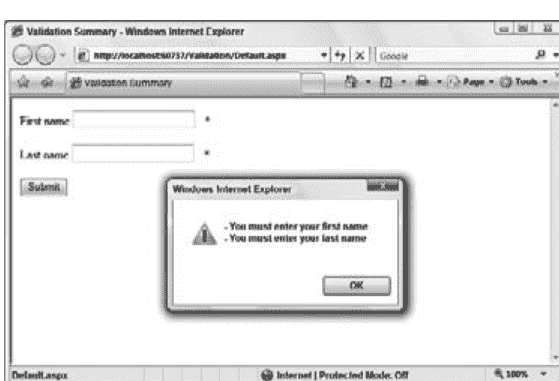 Validation Summary - Windows Internet Explorer
http://localhost:60737/Validation/Default.aspx
Google
Validation Summary
Page
Tools
First name *
Last name *
Submit
Windows Internet Explorer
- You must enter your first name
- You must enter your last name
OK
Default.aspx
Internet | Protected Mode: Off
100%